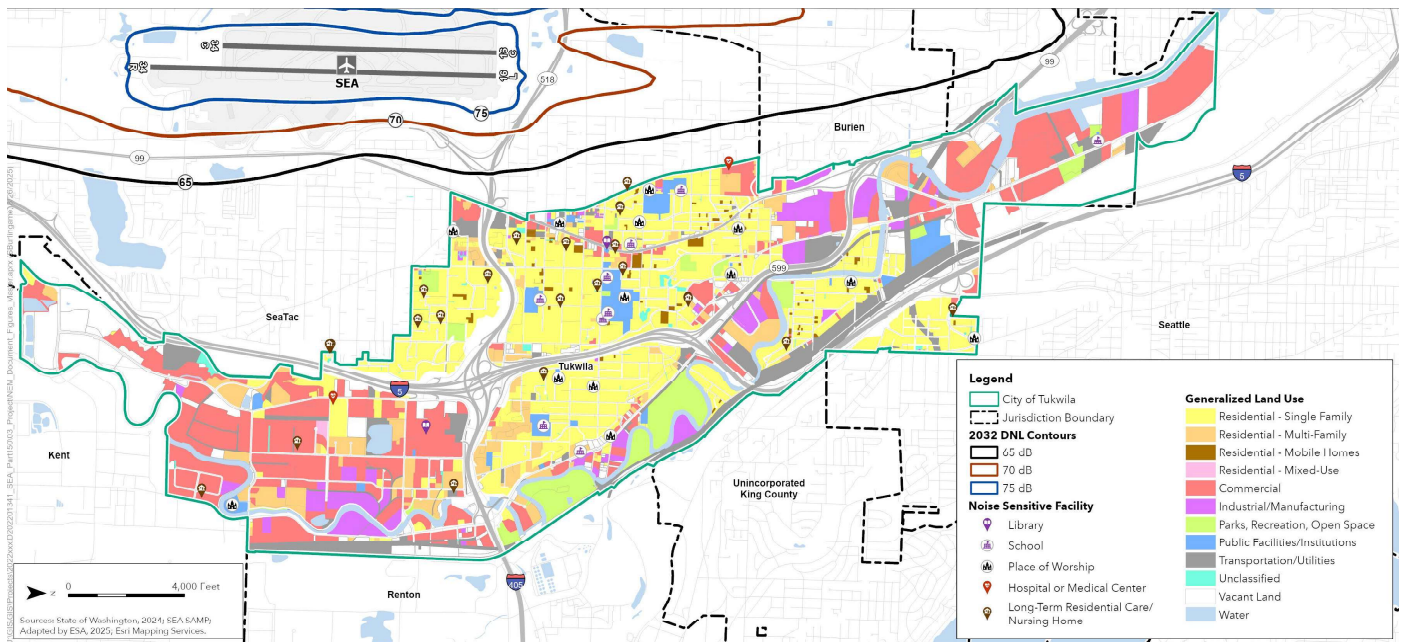 SEA
75
70
65
518
99
99
5
Burien
599
SeaTac
Seattle
Tukwila
5
Kent
Unincorporated
King County
Renton
405
N
0 4,000 Feet
Sources: State of Washington, 2024; SEA SAMP;
Adapted by ESA, 2025; Esri Mapping Services.
Legend
City of Tukwila
Jurisdiction Boundary
2032 DNL Contours
65 dB
70 dB
75 dB
Noise Sensitive Facility
Library
School
Place of Worship
Hospital or Medical Center
Long-Term Residential Care/
Nursing Home
Generalized Land Use
Residential - Single Family
Residential - Multi-Family
Residential - Mobile Homes
Residential - Mixed-Use
Commercial
Industrial/Manufacturing
Parks, Recreation, Open Space
Public Facilities/Institutions
Transportation/Utilities
Unclassified
Vacant Land
Water